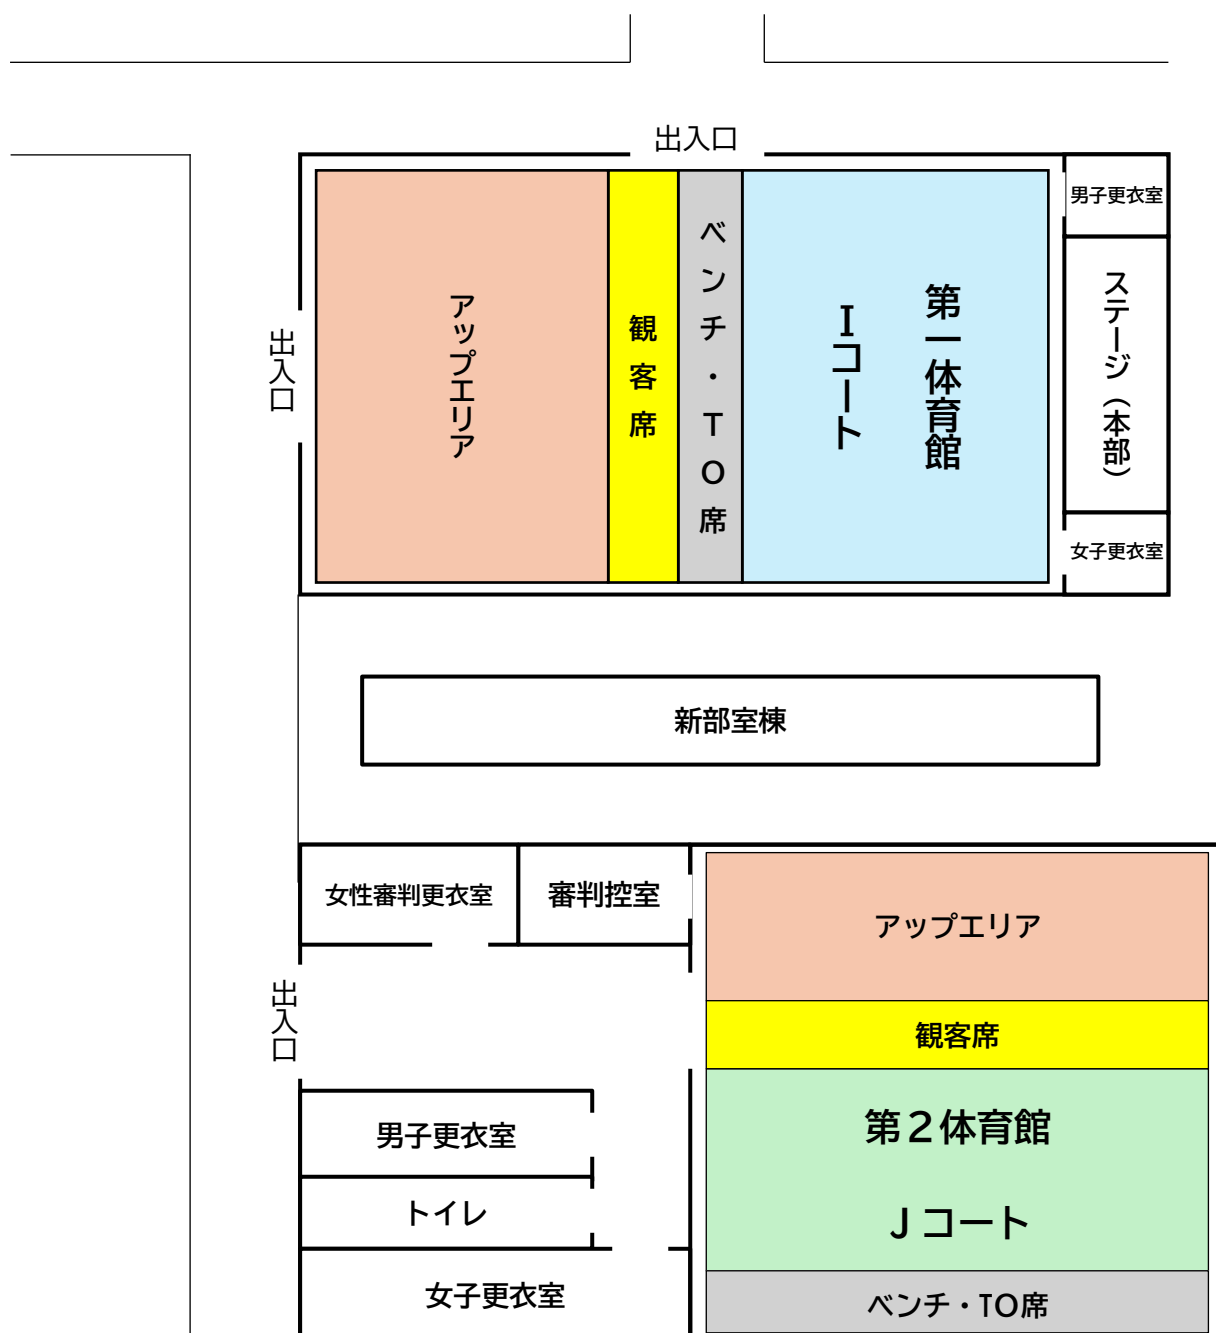 出入口
男子更衣室
ベンチ・TO席
第一体育館
Iコート
アップエリア
観客席
ステージ（本部）
出入口
女子更衣室
新部室棟
女性審判更衣室
審判控室
アップエリア
出入口
観客席
第２体育館
男子更衣室
トイレ
Jコート
女子更衣室
ベンチ・TO席